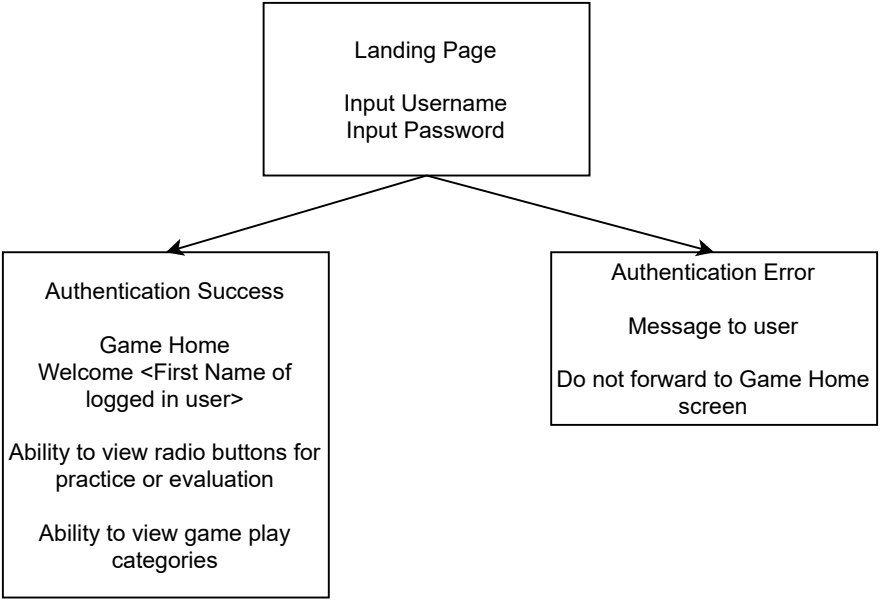 Landing Page
Input Username
Input Password
Authentication Success
Game Home
Welcome <First Name of
logged in user>
Ability to view radio buttons for
practice or evaluation
Ability to view game play
categories
Authentication Error
Message to user
Do not forward to Game Home
screen